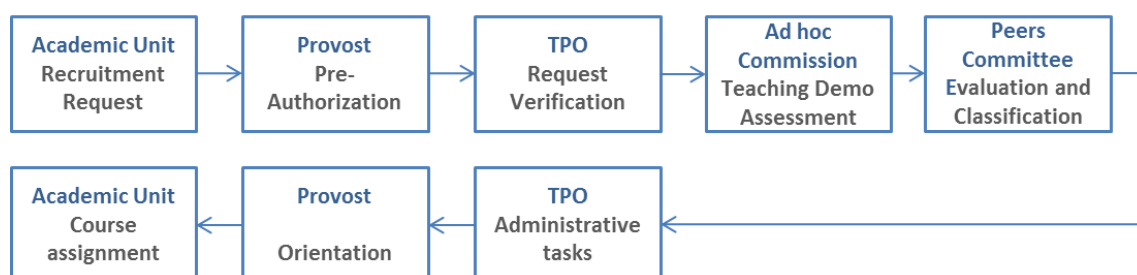 Academic Unit
Recruitment
Request
Provost
Pre-
Authorization
TPO
Request
Verification
Ad hoc
Commission
Teaching Demo
Assessment
Peers
Committee
Evaluation and
Classification
Academic Unit
Course
assignment
Provost
Orientation
TPO
Administrative
tasks